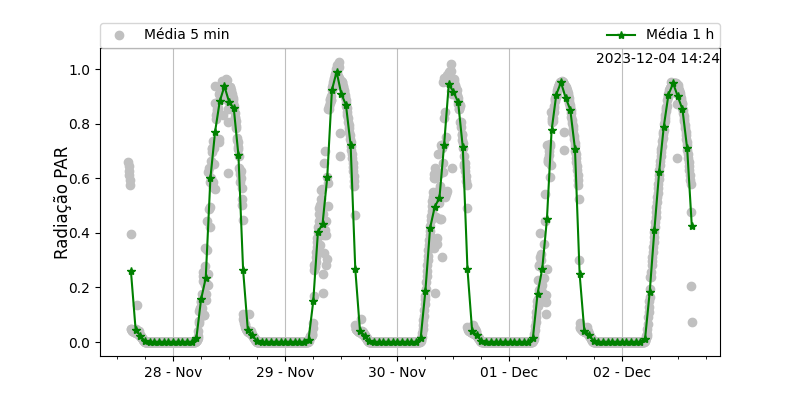 Média 5 min
Média 1 h
2023-12-04 14:24
Radiação PAR
1.0
0.8
0.6
0.4
0.2
0.0
28 - Nov
29 - Nov
30 - Nov
01 - Dec
02 - Dec